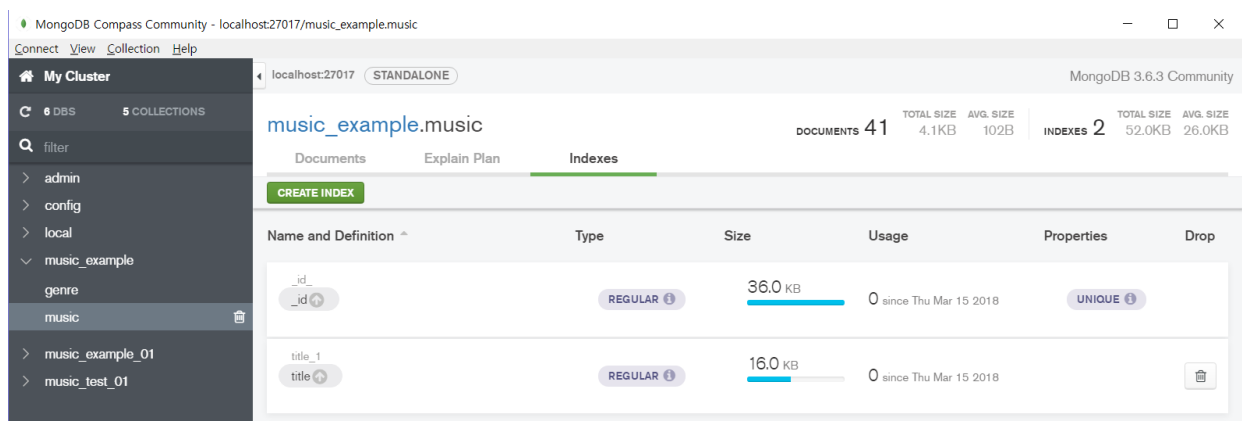 MongoDB Compass Community - localhost:27017/music_example.music
Connect View Collection Help
My Cluster
localhost:27017 STANDALONE
MongoDB 3.6.3 Community
6 DBS 5 COLLECTIONS
filter
admin
config
local
music_example
genre
music
music_example_01
music_test_01
music_example.music
DOCUMENTS 41 TOTAL SIZE 4.1KB AVG. SIZE 102B
INDEXES 2 TOTAL SIZE 52.0KB AVG. SIZE 26.0KB
Documents Explain Plan Indexes
CREATE INDEX
Name and Definition Type Size Usage Properties Drop
_id_
_id REGULAR 36.0 KB 0 since Thu Mar 15 2018 UNIQUE
title_1
title REGULAR 16.0 KB 0 since Thu Mar 15 2018